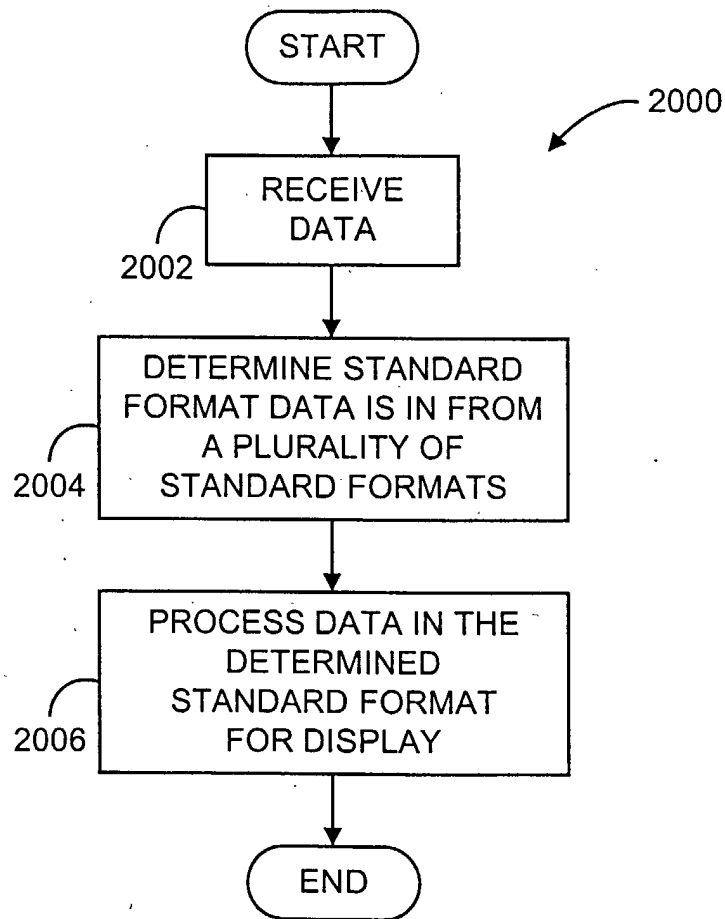 START
2000
RECEIVE
DATA
2002
DETERMINE STANDARD
FORMAT DATA IS IN FROM
A PLURALITY OF
STANDARD FORMATS
2004
PROCESS DATA IN THE
DETERMINED
STANDARD FORMAT
FOR DISPLAY
2006
END